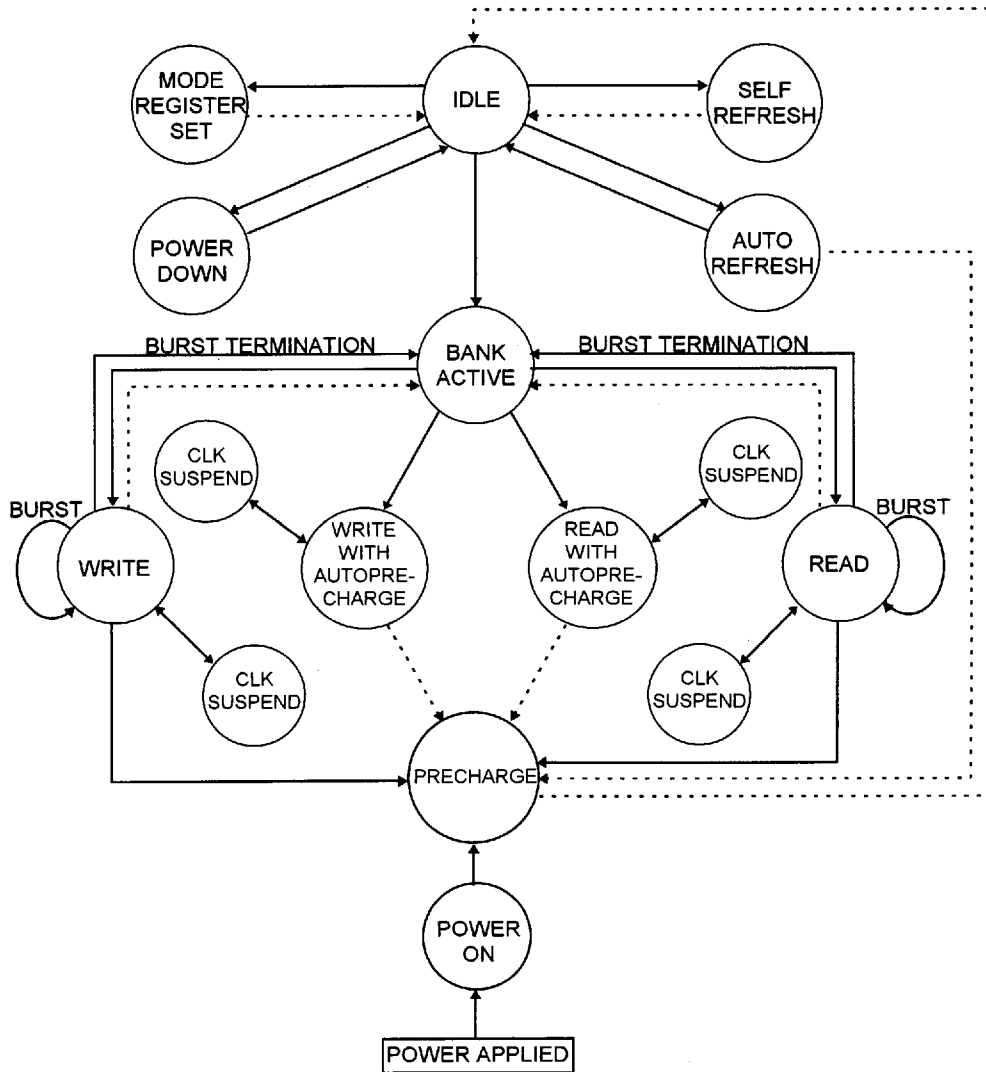 MODE
REGISTER
SET
IDLE
SELF
REFRESH
POWER
DOWN
AUTO
REFRESH
BURST TERMINATION
BANK
ACTIVE
BURST TERMINATION
CLK
SUSPEND
CLK
SUSPEND
BURST
WRITE
WRITE
WITH
AUTOPRE-
CHARGE
READ
WITH
AUTOPRE-
CHARGE
READ
BURST
CLK
SUSPEND
CLK
SUSPEND
PRECHARGE
POWER
ON
POWER APPLIED